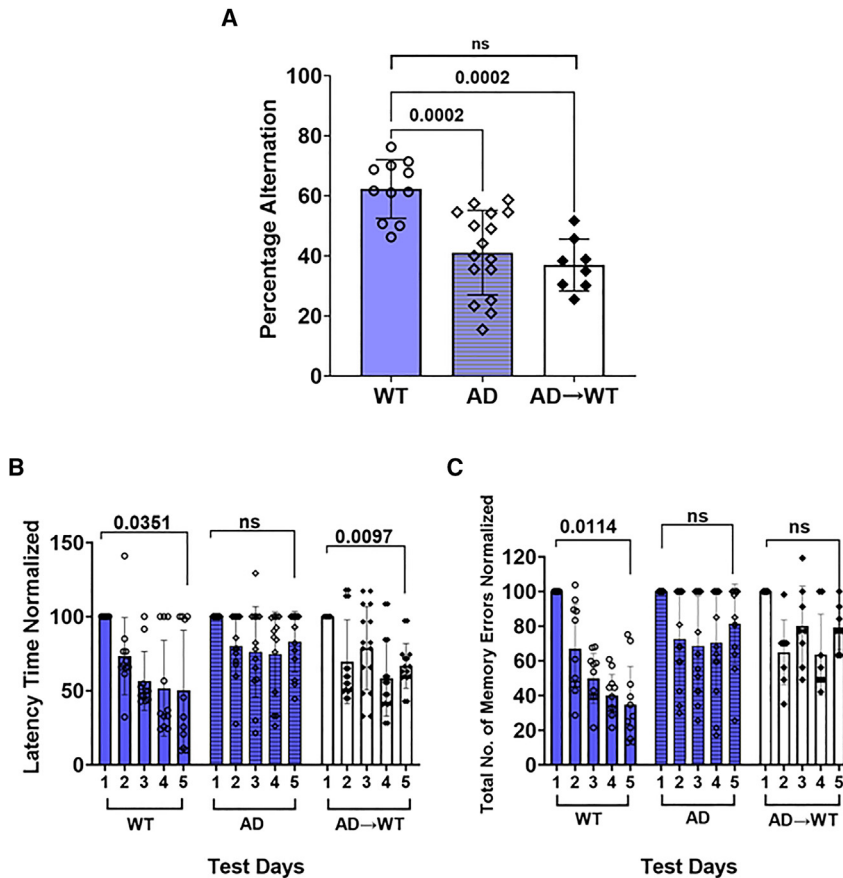 A
ns
0.0002
0.0002
100
80
60
40
20
0
Percentage Alternation
WT AD AD→WT
B
0.0351 ns 0.0097
150
100
50
0
Latency Time Normalized
1 2 3 4 5 1 2 3 4 5 1 2 3 4 5
WT AD AD→WT
Test Days
C
0.0114 ns ns
120
100
80
60
40
20
0
Total No. of Memory Errors Normalized
1 2 3 4 5 1 2 3 4 5 1 2 3 4 5
WT AD AD→WT
Test Days